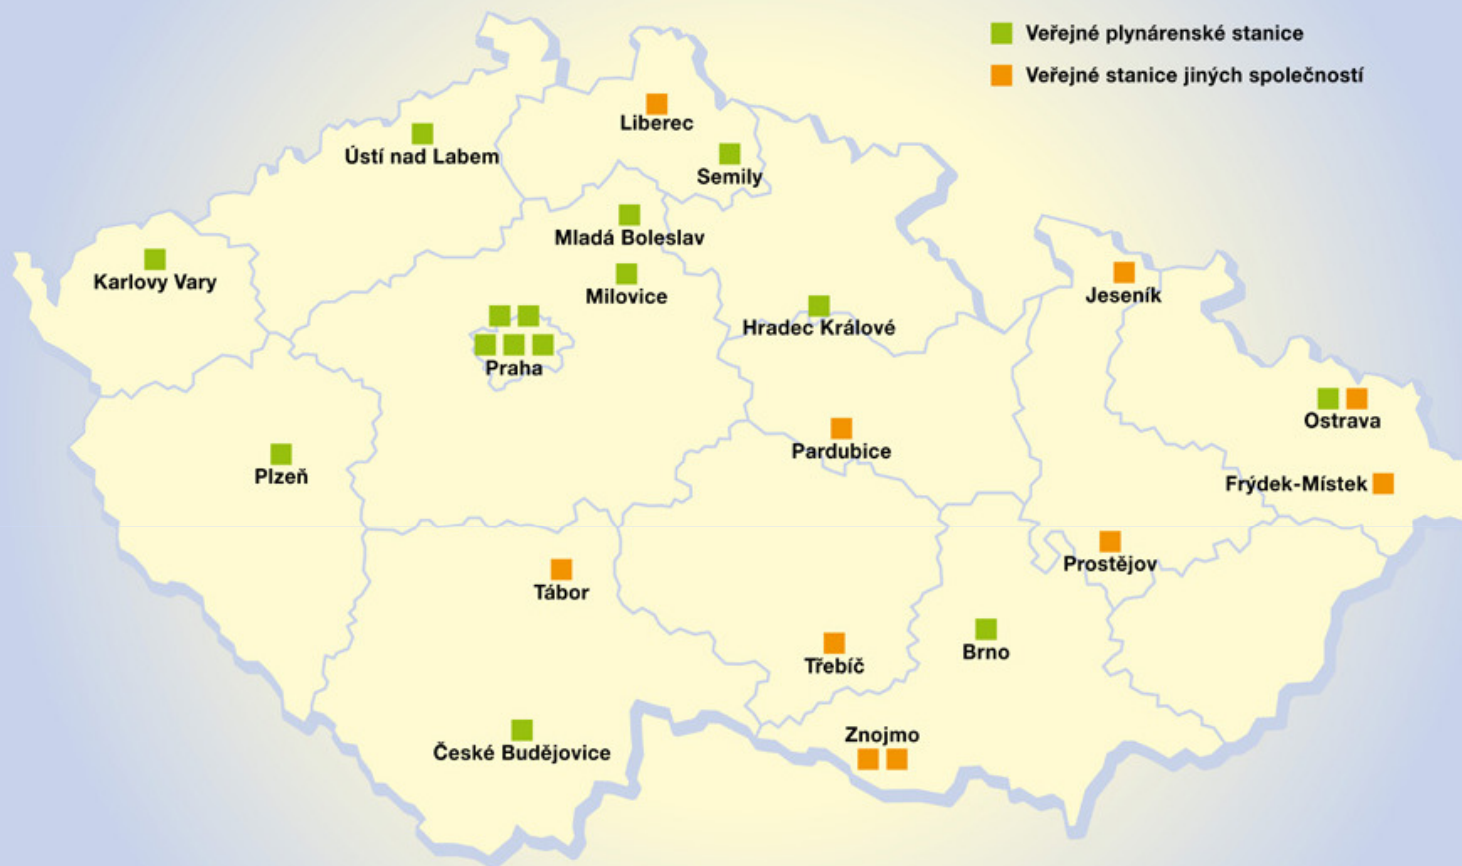 Veřejné plynárenské stanice
Veřejné stanice jiných společností
Liberec
Ústí nad Labem
Semily
Mladá Boleslav
Karlovy Vary
Milovice
Jeseník
Hradec Králové
Praha
Ostrava
Pardubice
Plzeň
Frýdek-Místek
Prostějov
Tábor
Brno
Třebíč
Znojmo
České Budějovice